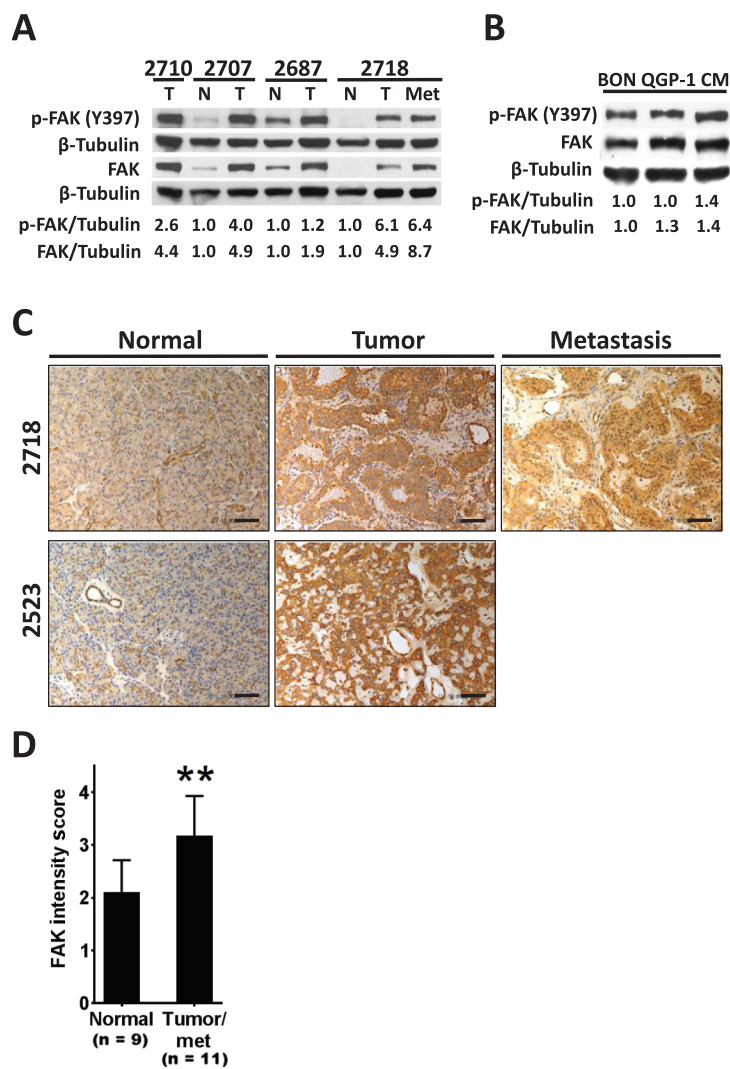 A
2710 2707 2687 2718
T N T N T N T Met
p-FAK (Y397)
β-Tubulin
FAK
β-Tubulin
p-FAK/Tubulin 2.6 1.0 4.0 1.0 1.2 1.0 6.1 6.4
FAK/Tubulin 4.4 1.0 4.9 1.0 1.9 1.0 4.9 8.7
B
BON QGP-1 CM
p-FAK (Y397)
FAK
β-Tubulin
p-FAK/Tubulin 1.0 1.0 1.4
FAK/Tubulin 1.0 1.3 1.4
C
Normal Tumor Metastasis
2718
2523
D
**
FAK intensity score
4
3
2
1
0
Normal
(n = 9)
Tumor/
met
(n = 11)